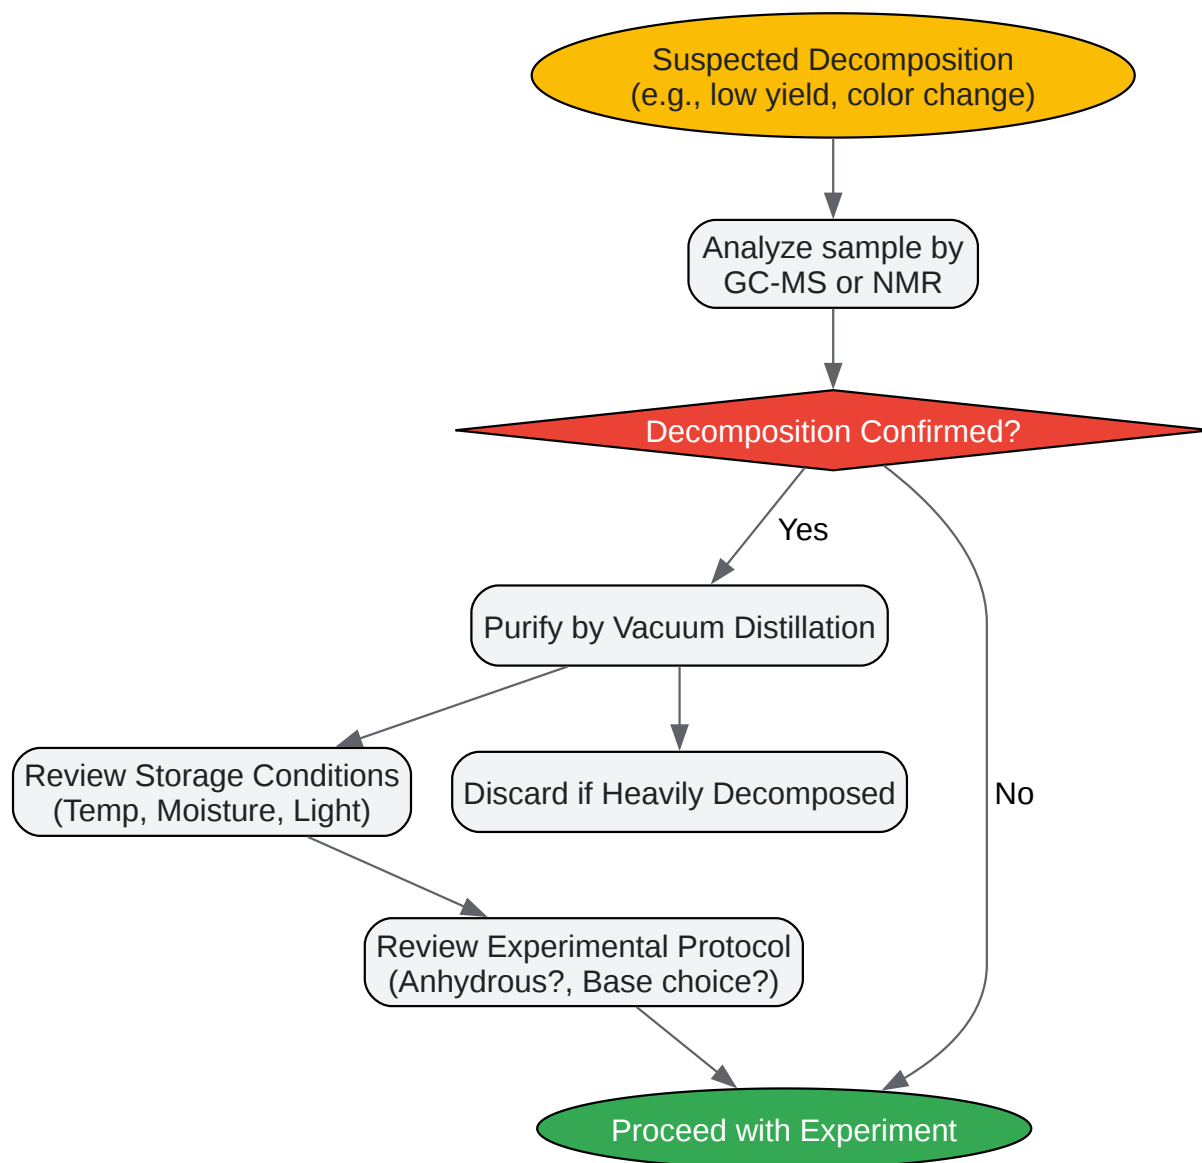 Suspected Decomposition
(e.g., low yield, color change)
Analyze sample by
GC-MS or NMR
Decomposition Confirmed?
Yes
Purify by Vacuum Distillation
Review Storage Conditions
(Temp, Moisture, Light)
Discard if Heavily Decomposed
No
Review Experimental Protocol
(Anhydrous?, Base choice?)
Proceed with Experiment